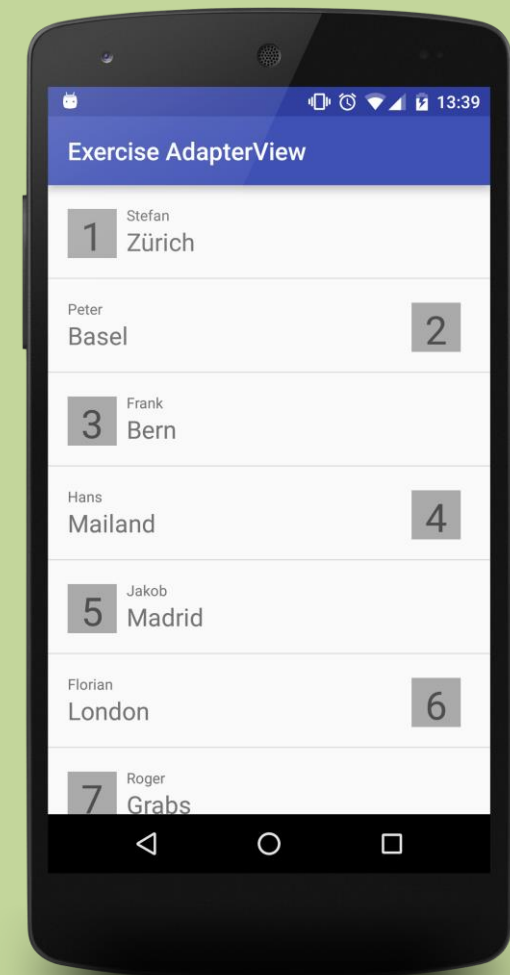 13:39
Exercise AdapterView
1
Stefan
Zürich
Peter
Basel
2
3
Frank
Bern
Hans
Mailand
4
5
Jakob
Madrid
Florian
London
6
7
Roger
Grabs